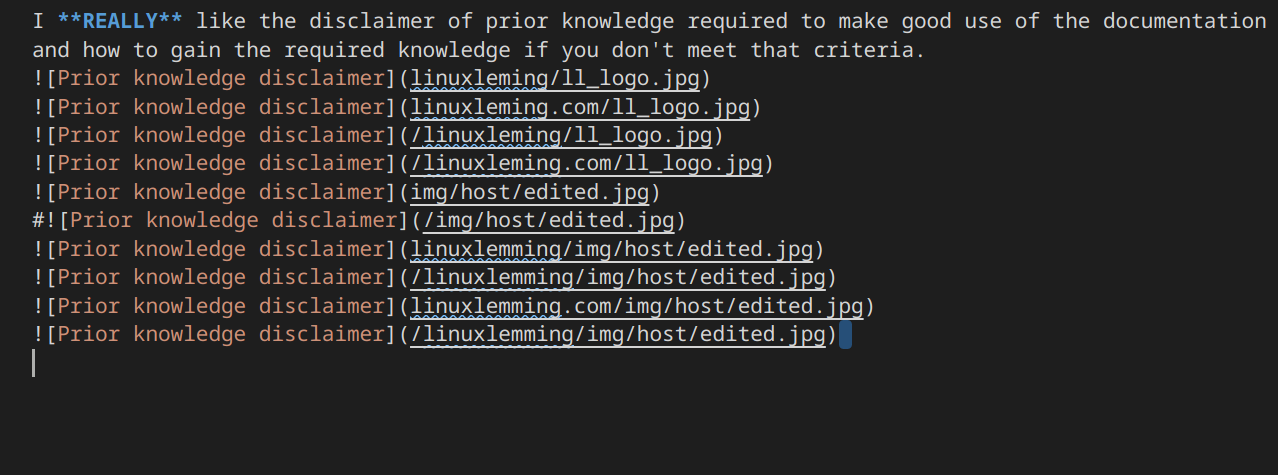 I **REALLY** like the disclaimer of prior knowledge required to make good use of the documentation
and how to gain the required knowledge if you don't meet that criteria.
![Prior knowledge disclaimer](linuxleming/ll_logo.jpg)
![Prior knowledge disclaimer](linuxleming.com/ll_logo.jpg)
![Prior knowledge disclaimer](/linuxleming/ll_logo.jpg)
![Prior knowledge disclaimer](/linuxleming.com/ll_logo.jpg)
![Prior knowledge disclaimer](img/host/edited.jpg)
#![Prior knowledge disclaimer](/img/host/edited.jpg)
![Prior knowledge disclaimer](linuxlemming/img/host/edited.jpg)
![Prior knowledge disclaimer](/linuxlemming/img/host/edited.jpg)
![Prior knowledge disclaimer](linuxlemming.com/img/host/edited.jpg)
![Prior knowledge disclaimer](/linuxlemming/img/host/edited.jpg)